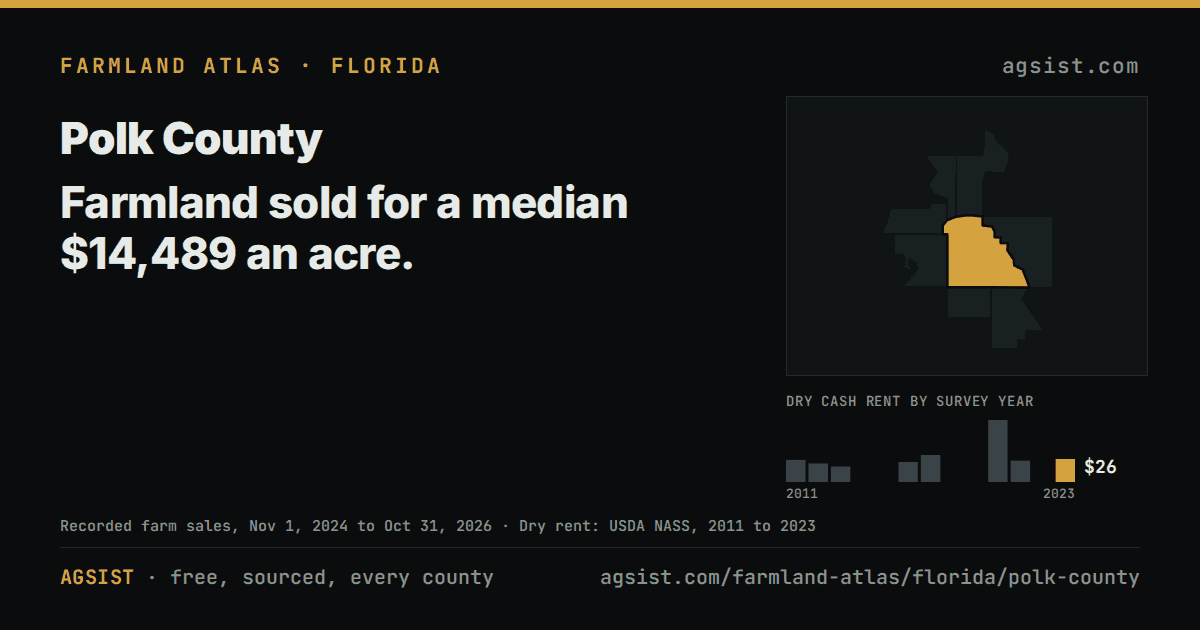 FARMLAND ATLAS · FLORIDA
agsist.com
Polk County
Farmland sold for a median
$14,489 an acre.
DRY CASH RENT BY SURVEY YEAR
$26
2011
2023
Recorded farm sales, Nov 1, 2024 to Oct 31, 2026 · Dry rent: USDA NASS, 2011 to 2023
AGSIST · free, sourced, every county
agsist.com/farmland-atlas/florida/polk-county